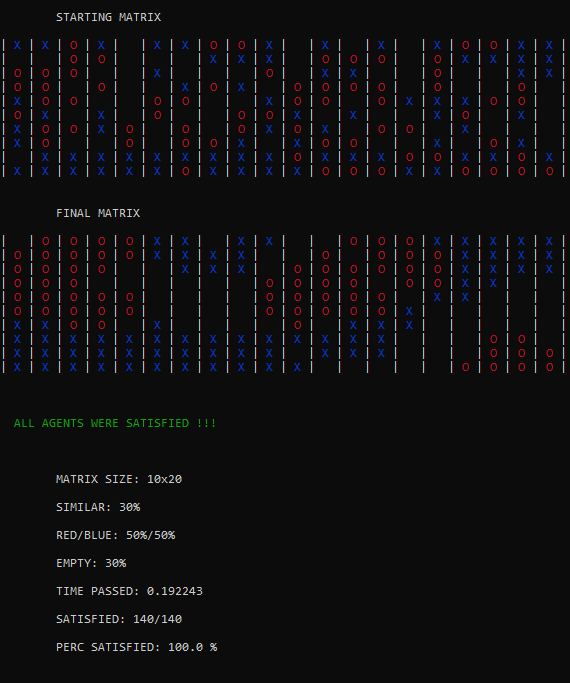 STARTING MATRIX
| X | X | O | X |   | X | X | O | O | X |   | X |   | X |   | X | O | O | O | X |
|   |   | O | O |   |   |   | X | X | X |   | O | O | O |   | O | X | X | X | X |
| O | O | O |   |   | X |   |   |   | O |   | X | X |   |   | O |   |   | X | X |
| O | O |   | O |   |   | X | O | X |   | O | O | O | O |   | O |   |   | O |   |
| X | O | O |   |   | O | O |   |   | X | O | O | O | O | X | X | X | O | O |   |
| O | X |   | X |   | O |   |   | O | O | X |   | X |   |   | X |   | O | X |   |
| X | O | O | X | O |   | O |   | O | X | O | X |   | O | O |   | X |   |   |   |
| X | O |   |   | O |   | O | O | X |   | O |   |   | X |   |   |   | O | X |   |
| X | X | X | X | X | X | X | X | X | X | X | O | X | X | O | O | X | O | X | X |
| X | X | X | X | X | X | O | X | X | X | O | O | O | O | X | X | X | O | O | O |
FINAL MATRIX
|   | O | O | O | O | X | X |   | X | X |   |   | O | O | O | X | X | X | X | X |
| O | O | O | O | O | X | X | X | X |   |   | O |   |   | O | O | X | X | X | X |
| O | O | O | O |   |   | X | X | X |   | O | O | O | O | O | O | X | X | X | X |
| O | O | O | O |   |   |   |   |   | O | O | O | O | O | O | O | X | X |   |   |
| O | O | O | O | O |   |   |   |   | O | O | O | O | O |   | X | X |   |   |   |
| O | O | O | O | O |   |   |   |   | O | O | O | O | O | X |   |   |   |   |   |
| X | X | O | O |   | X |   |   |   |   | O |   | X | X | X |   |   |   |   |   |
| X | X | X | X | X | X | X | X | X | X | X | X | X | X |   |   |   | O | O |   |
| X | X | X | X | X | X | X | X | X | X | X | X | X | X |   |   |   | O | O | O |
| X | X | X | X | X | X | X | X | X | X | X |   |   |   |   |   | O | O | O | O |
ALL AGENTS WERE SATISFIED !!!
MATRIX SIZE: 10x20
SIMILAR: 30%
RED/BLUE: 50%/50%
EMPTY: 30%
TIME PASSED: 0.192243
SATISFIED: 140/140
PERC SATISFIED: 100.0 %